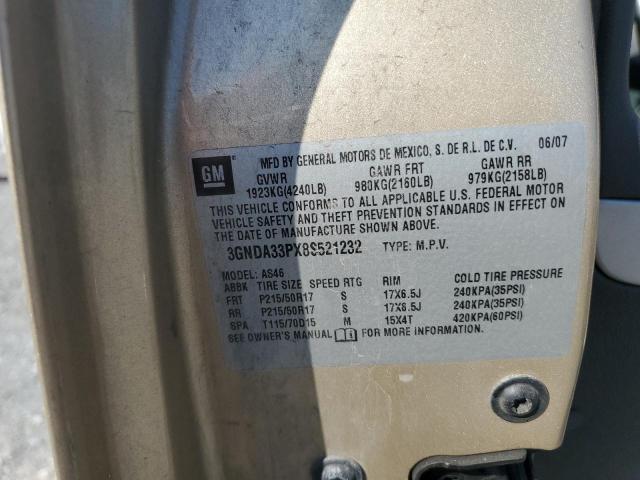 GM
MFD BY GENERAL MOTORS DE MEXICO, S. DE R.L. DE C.V. 06/07
GVWR GAWR FRT GAWR RR
1923KG(4240LB) 980KG(2160LB) 979KG(2158LB)
THIS VEHICLE CONFORMS TO ALL APPLICABLE U.S. FEDERAL MOTOR
VEHICLE SAFETY AND THEFT PREVENTION STANDARDS IN EFFECT ON
THE DATE OF MANUFACTURE SHOWN ABOVE.
3GNDA33PX8S521232 TYPE: M.P.V.
MODEL: AS46
ABBK TIRE SIZE SPEED RTG RIM COLD TIRE PRESSURE
FRT P215/50R17 S 17X6.5J 240KPA(35PSI)
RR P215/50R17 S 17X6.5J 240KPA(35PSI)
SPA T115/70D15 M 15X4T 420KPA(60PSI)
SEE OWNER'S MANUAL FOR MORE INFORMATION.